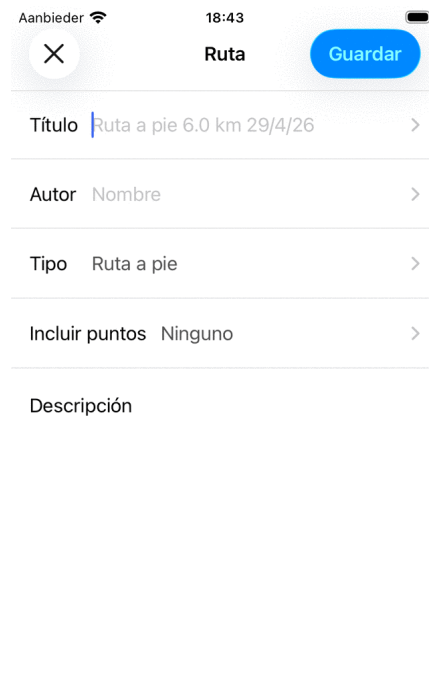 Aanbieder 18:43
Ruta Guardar
Título Ruta a pie 6.0 km 29/4/26
Autor Nombre
Tipo Ruta a pie
Incluir puntos Ninguno
Descripción